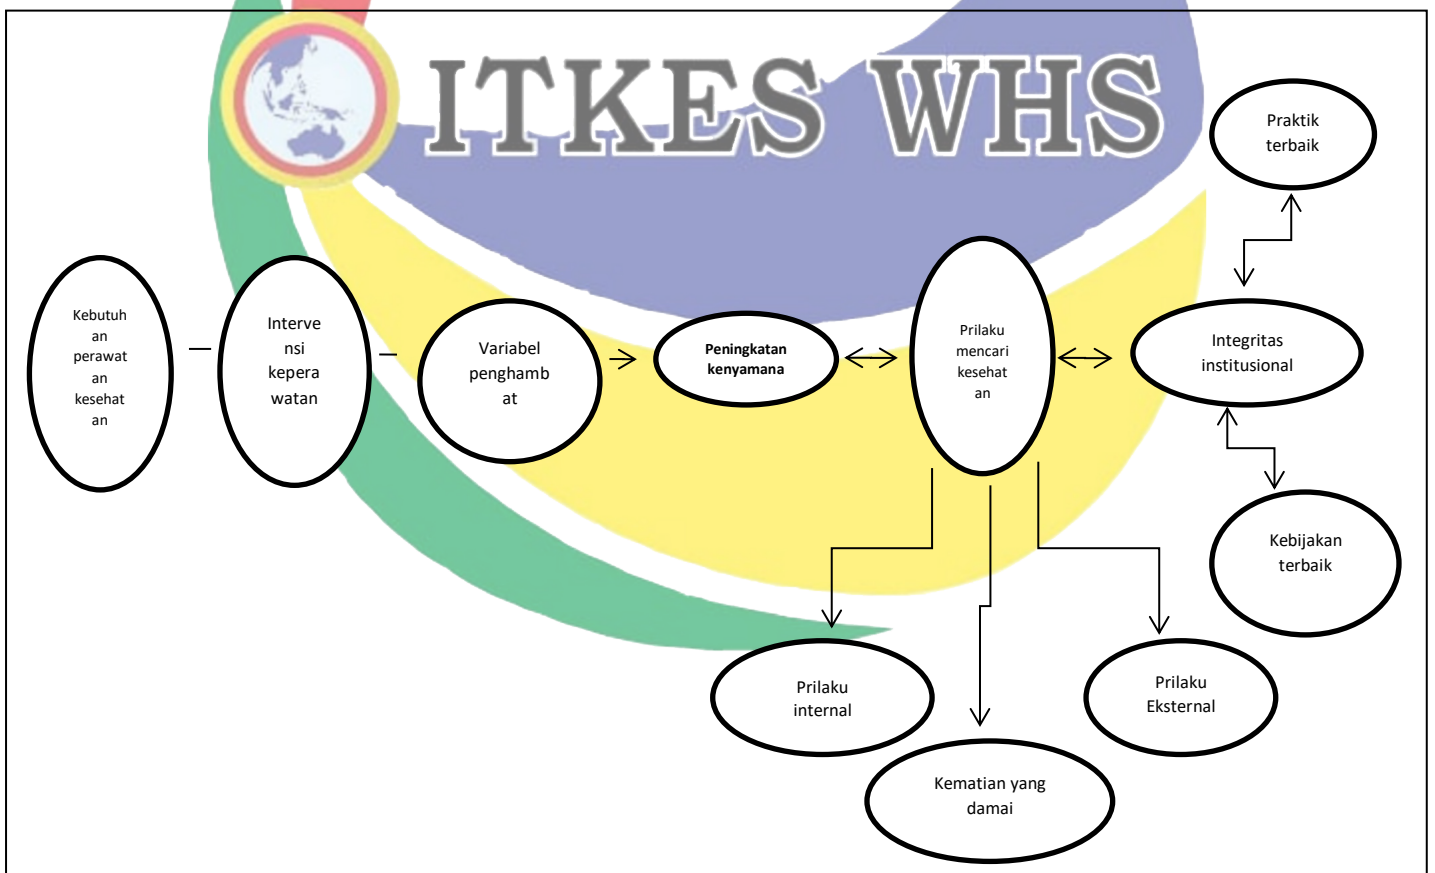 ITKES WHS
Praktik
terbaik
Kebutuh
an
perawat
an
kesehat
an
Interve
nsi
kepera
watan
Variabel
penghamb
at
Peningkatan
kenyamana
Prilaku
mencari
kesehat
an
Integritas
institusional
Kebijakan
terbaik
Prilaku
internal
Prilaku
Eksternal
Kematian yang
damai